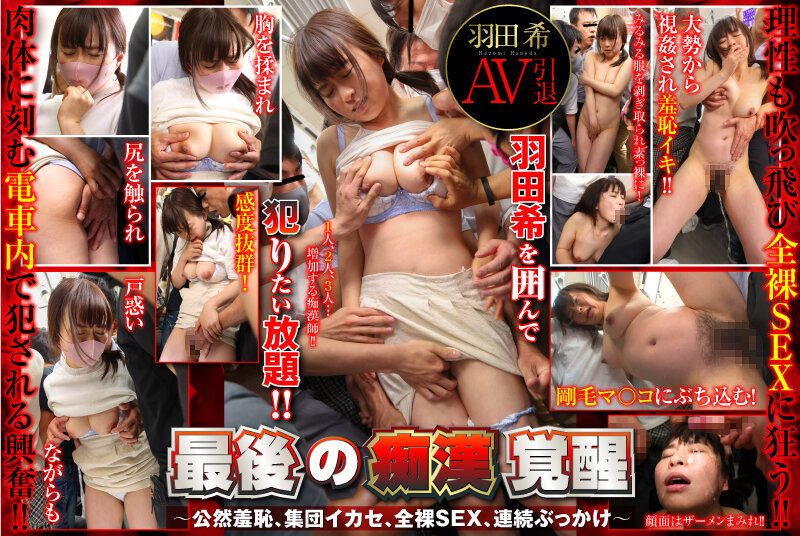 理性も吹っ飛び全裸SEXに狂う!!
大勢から
視姦され羞恥イキ!!
みるみる服を剥ぎ取られ素っ裸に!
羽田 希
Nozomi Haneda
AV引退
羽田希を囲んで
犯りたい放題!!
1人、2人、3人…
増加する痴漢師!!
胸を揉まれ
尻を触られ
感度抜群!
戸惑い
ながらも
肉体に刻む電車内で犯される興奮!!
剛毛マ〇コにぶち込む!
顔面はザーメンまみれ!!
最後の痴漢覚醒
~公然羞恥、集団イカセ、全裸SEX、連続ぶっかけ~